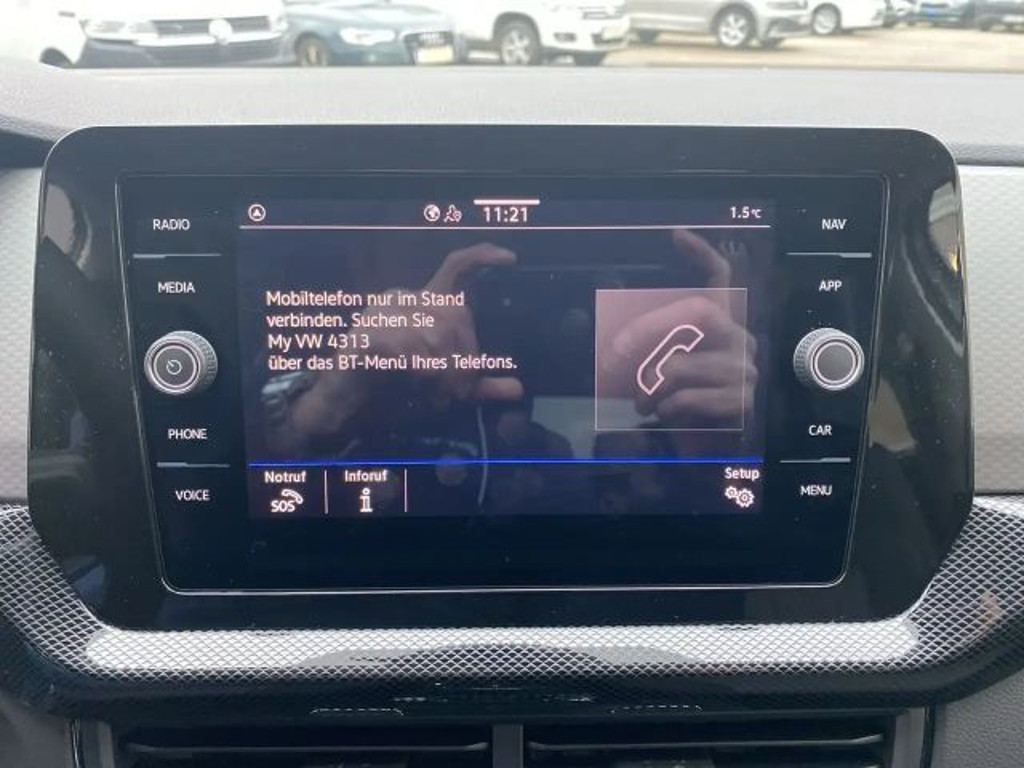 RADIO
MEDIA
PHONE
VOICE
11:21
1.5°C
Mobiltelefon nur im Stand
verbinden. Suchen Sie
My VW 4313
über das BT-Menü Ihres Telefons.
Notruf
SOS
Inforuf
i
Setup
NAV
APP
CAR
MENU